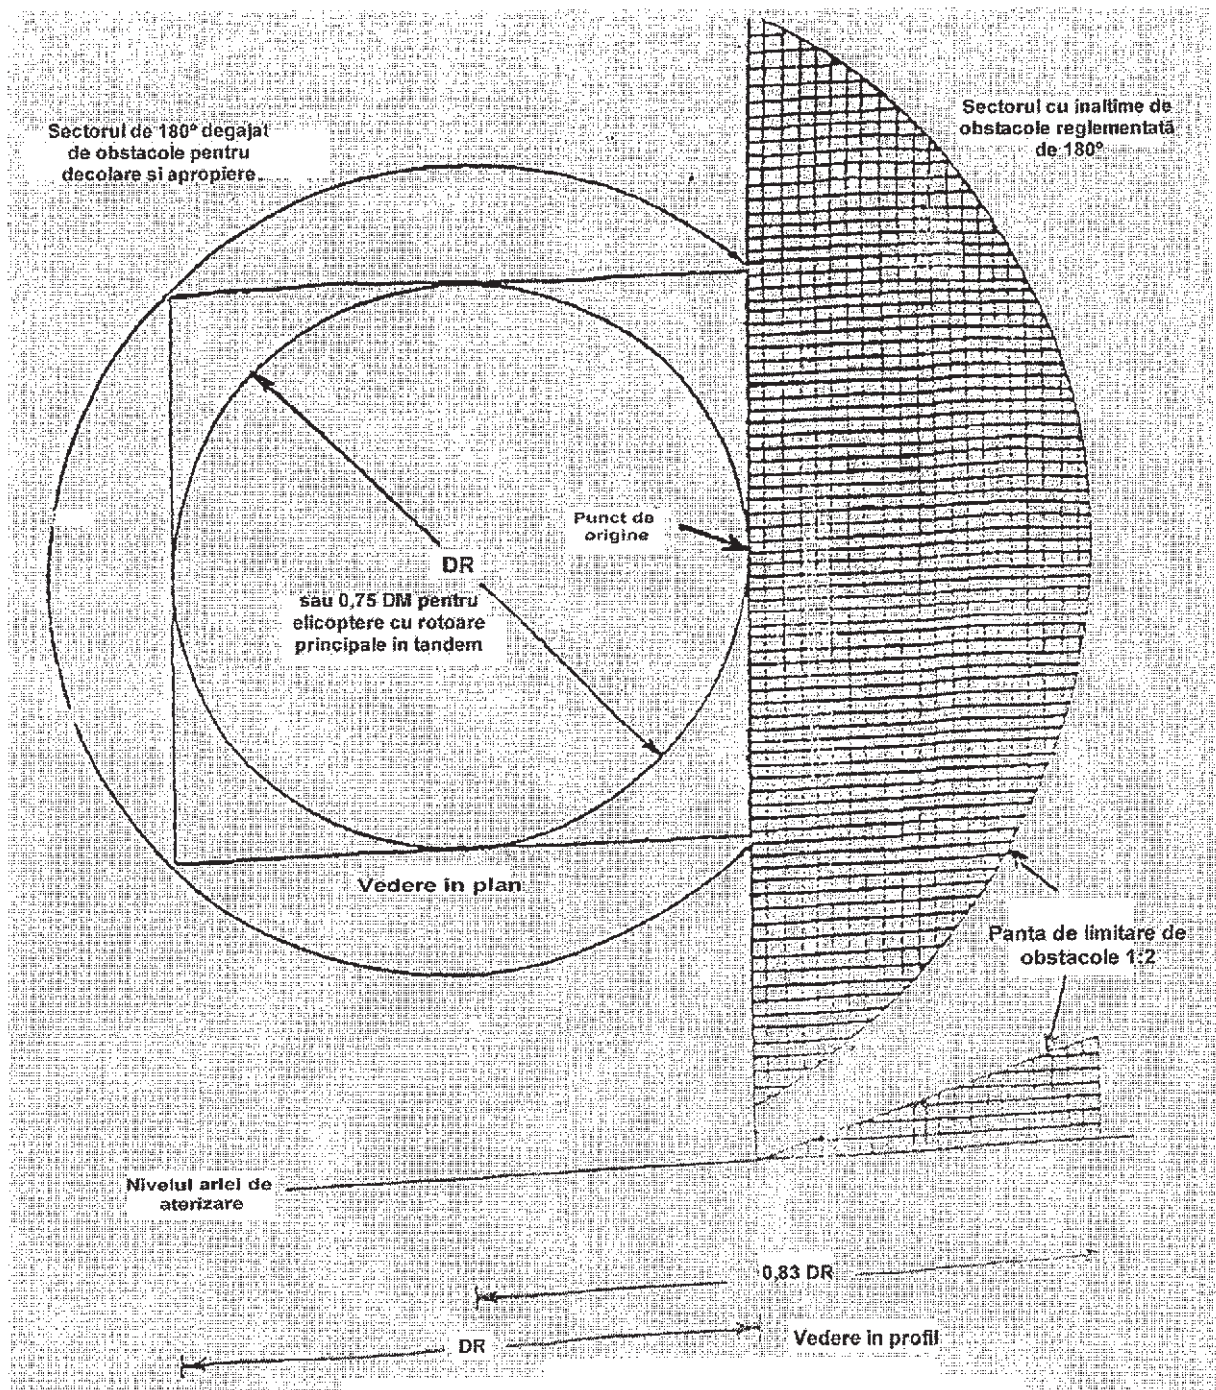 Sectorul de 180° degajat
de obstacole pentru
decolare si apropiere
Sectorul cu inaltime de
obstacole reglementată
de 180°
Punct de
origine
DR
sau 0,75 DM pentru
elicoptere cu rotoare
principale in tandem
Vedere in plan
Panta de limitare de
obstacole 1:2
Nivelul ariei de
aterizare
0,83 DR
DR
Vedere in profil